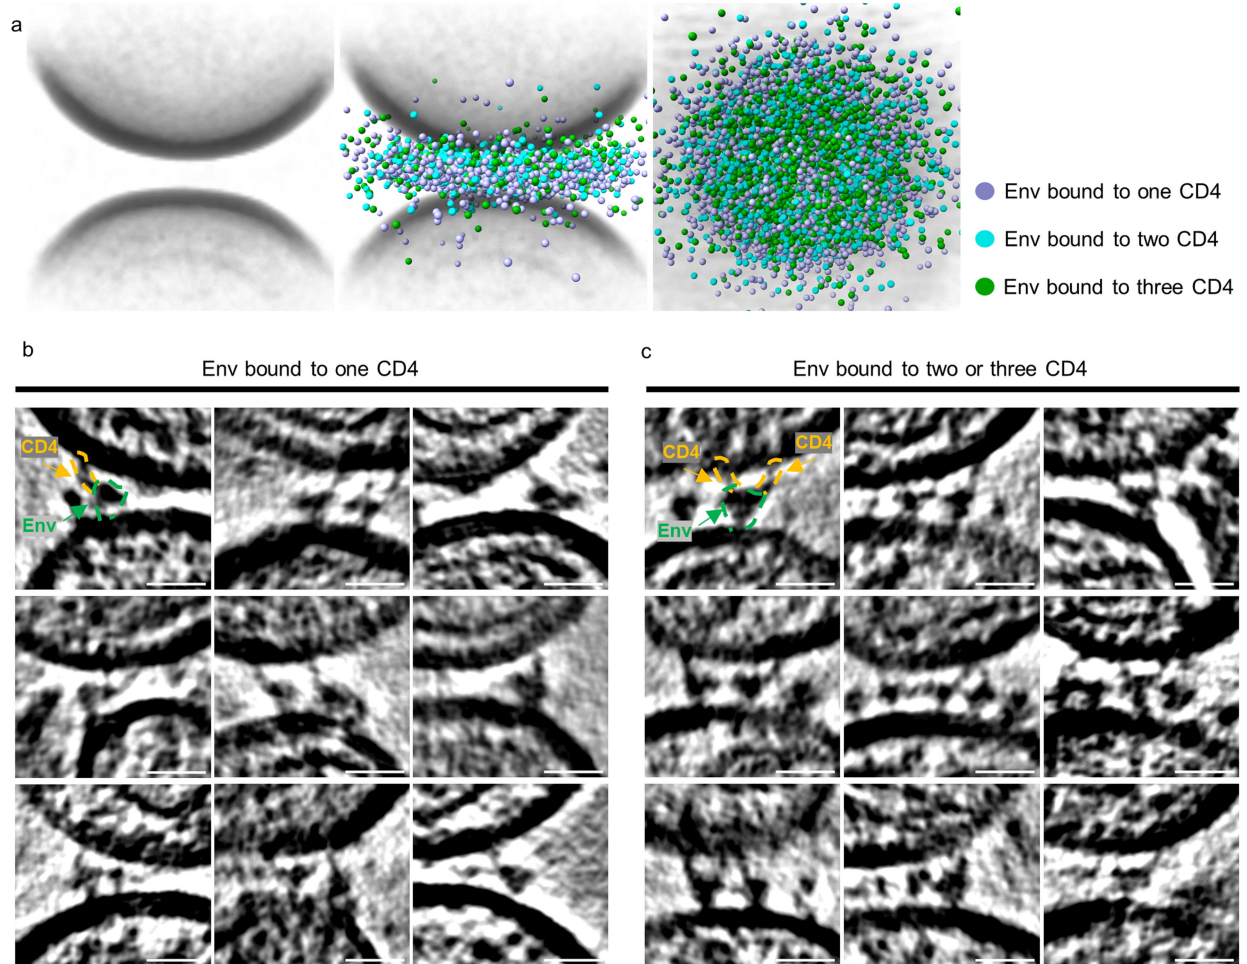 a
Env bound to one CD4
Env bound to two CD4
Env bound to three CD4
b
Env bound to one CD4
c
Env bound to two or three CD4
CD4
Env
CD4
CD4
Env